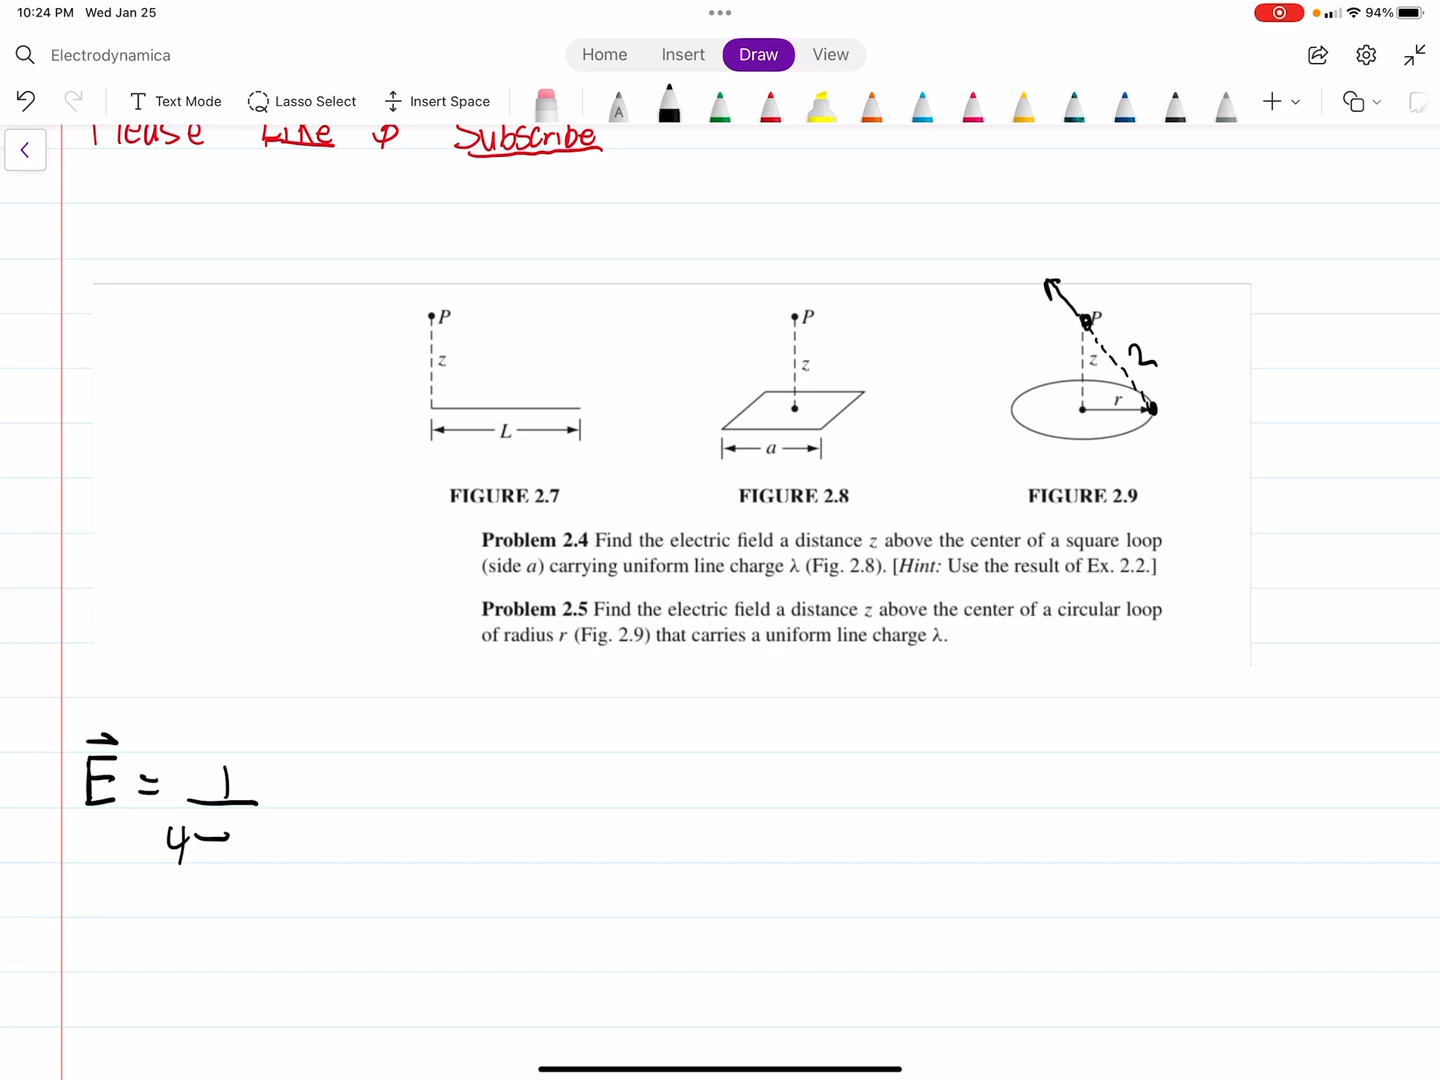 10:24 PM Wed Jan 25
94%
Electrodynamica
Home Insert Draw View
Text Mode Lasso Select Insert Space
A
Please Like & Subscribe
P P P
z z z
r
L
a
FIGURE 2.7 FIGURE 2.8 FIGURE 2.9
Problem 2.4 Find the electric field a distance z above the center of a square loop
(side a) carrying uniform line charge λ (Fig. 2.8). [Hint: Use the result of Ex. 2.2.]
Problem 2.5 Find the electric field a distance z above the center of a circular loop
of radius r (Fig. 2.9) that carries a uniform line charge λ.
E = 1
4